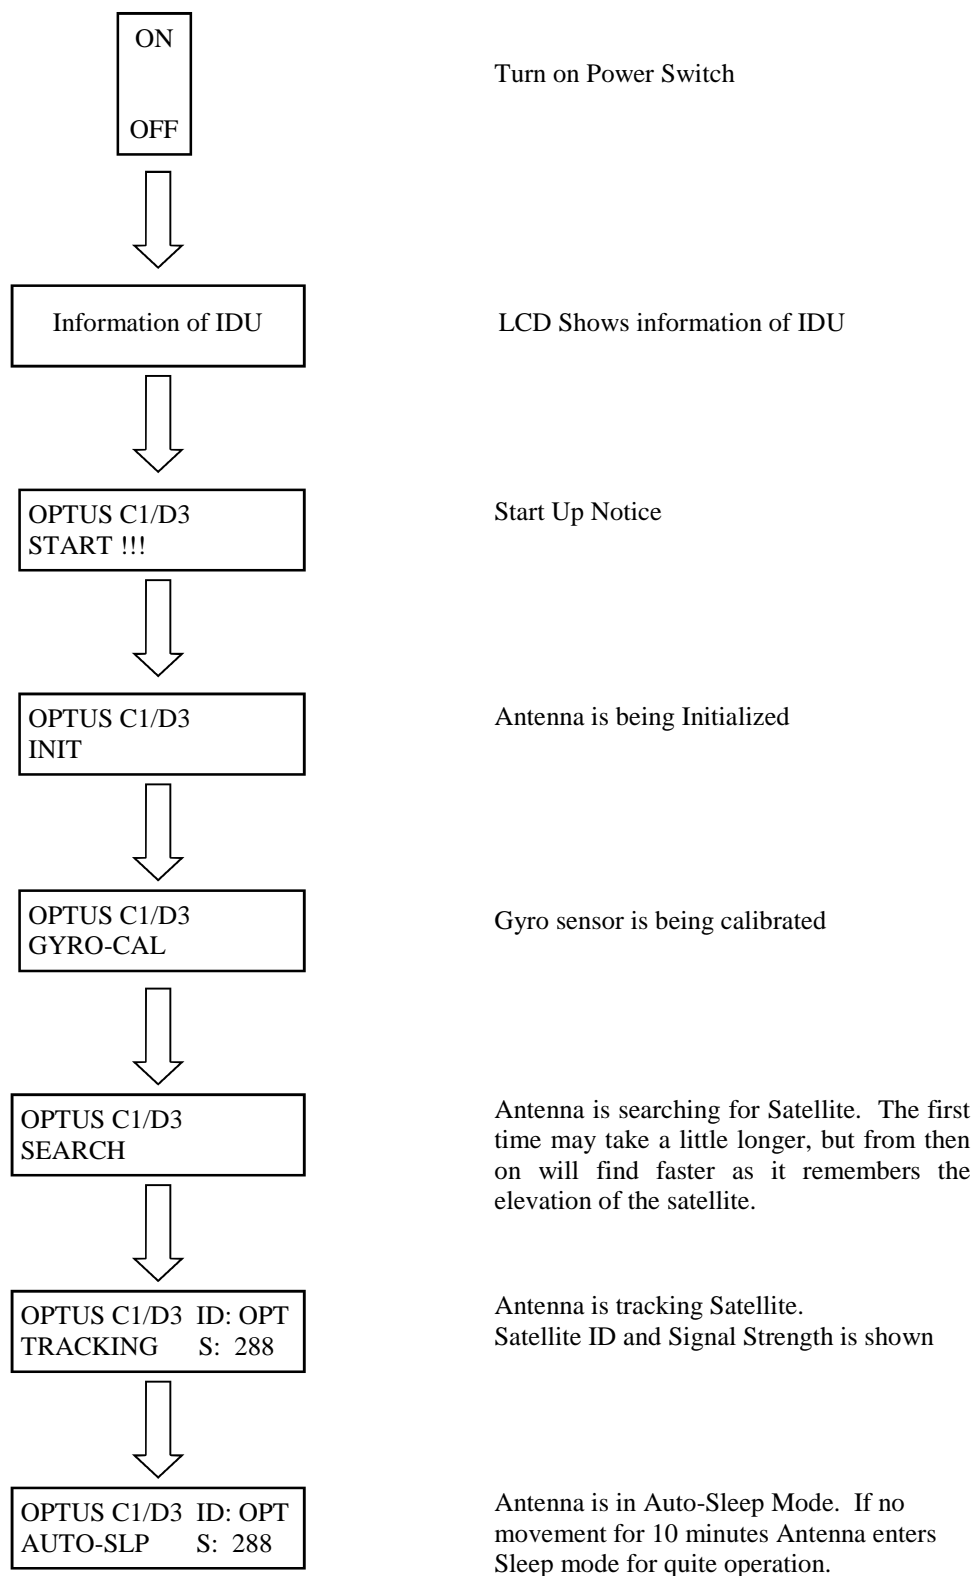 ON
OFF
Turn on Power Switch
Information of IDU
LCD Shows information of IDU
OPTUS C1/D3
START !!!
Start Up Notice
OPTUS C1/D3
INIT
Antenna is being Initialized
OPTUS C1/D3
GYRO-CAL
Gyro sensor is being calibrated
OPTUS C1/D3
SEARCH
Antenna is searching for Satellite. The first
time may take a little longer, but from then
on will find faster as it remembers the
elevation of the satellite.
OPTUS C1/D3 ID: OPT
TRACKING S: 288
Antenna is tracking Satellite.
Satellite ID and Signal Strength is shown
OPTUS C1/D3 ID: OPT
AUTO-SLP S: 288
Antenna is in Auto-Sleep Mode. If no
movement for 10 minutes Antenna enters
Sleep mode for quite operation.